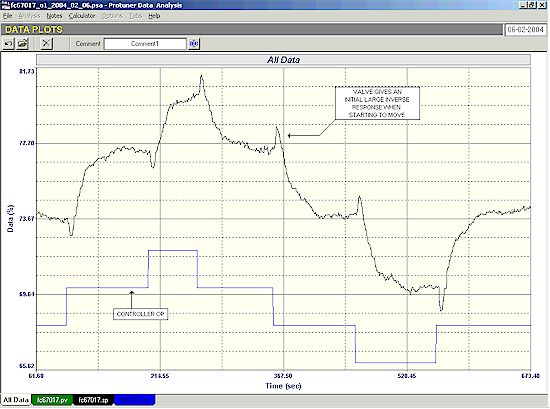 fc67017_o1_2004_02_06.psa - Protuner Data Analysis
File Analysis Notes Calculator Options Tabs Help
DATA PLOTS
06-02-2004
Comment Comment1
All Data
81.73
77.70
73.67
69.64
65.62
Data (%)
VALVE GIVES AN
INITIAL LARGE INVERSE
RESPONSE WHEN
STARTING TO MOVE
CONTROLLER OP
61.60 214.55 367.50 520.45 673.40
Time (sec)
All Data fc67017.pv fc67017.sp